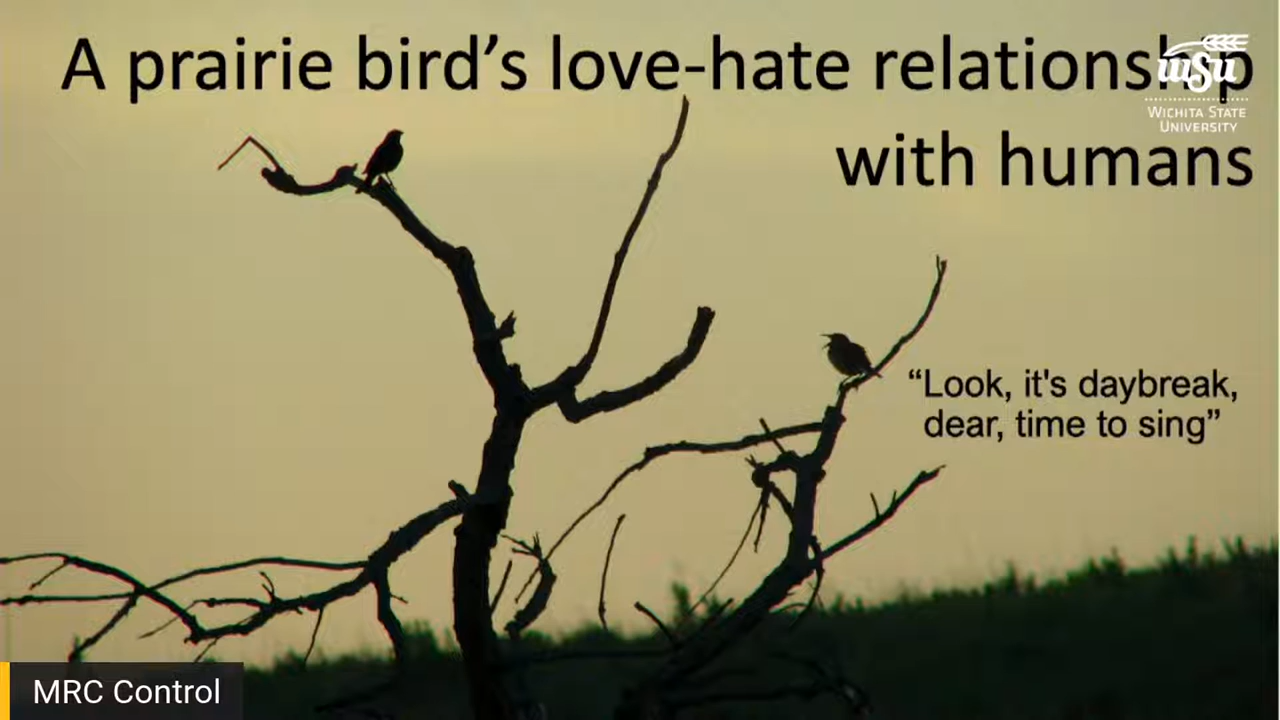 A prairie bird’s love-hate relationship
with humans
wsu
WICHITA STATE
UNIVERSITY
“Look, it's daybreak,
dear, time to sing”
MRC Control